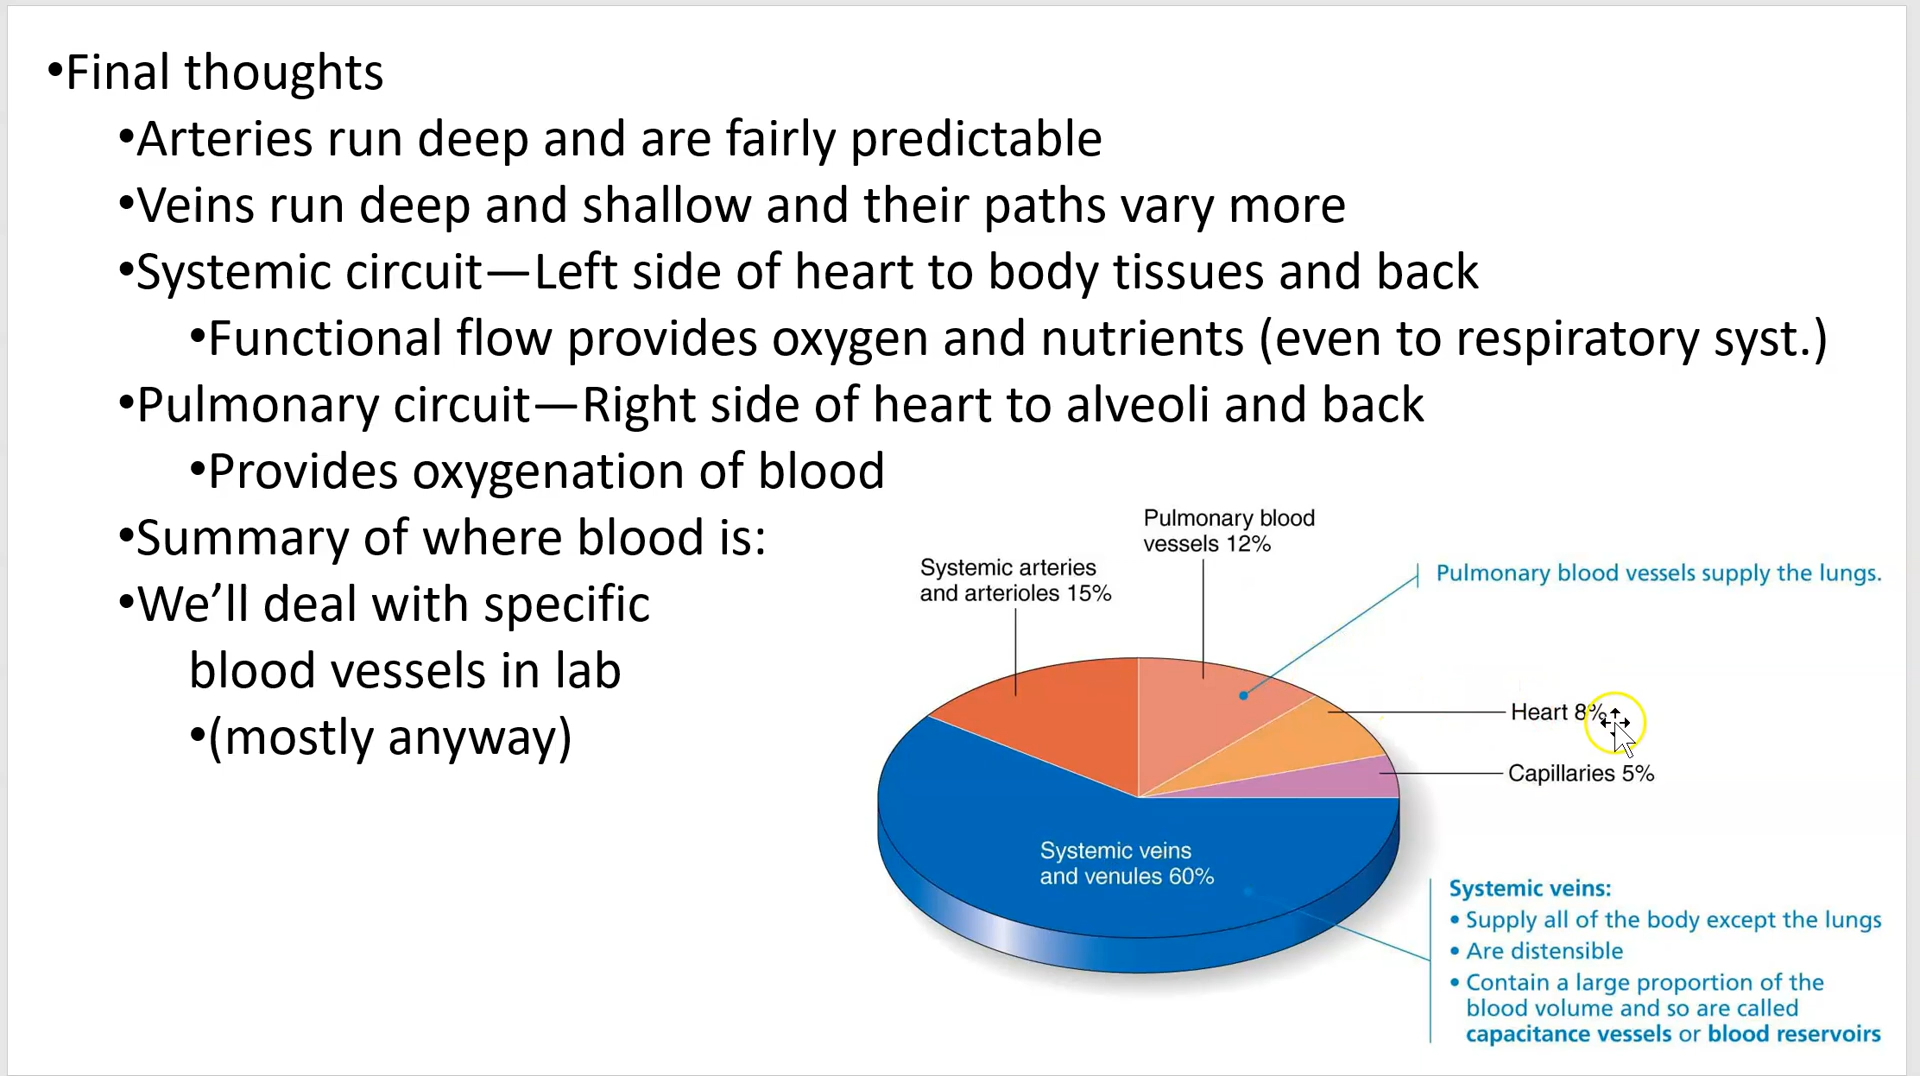 •Final thoughts
•Arteries run deep and are fairly predictable
•Veins run deep and shallow and their paths vary more
•Systemic circuit—Left side of heart to body tissues and back
•Functional flow provides oxygen and nutrients (even to respiratory syst.)
•Pulmonary circuit—Right side of heart to alveoli and back
•Provides oxygenation of blood
•Summary of where blood is:
•We’ll deal with specific
blood vessels in lab
•(mostly anyway)
Pulmonary blood
vessels 12%
Systemic arteries
and arterioles 15%
Pulmonary blood vessels supply the lungs.
Heart 8%
Capillaries 5%
Systemic veins
and venules 60%
Systemic veins:
• Supply all of the body except the lungs
• Are distensible
• Contain a large proportion of the
blood volume and so are called
capacitance vessels or blood reservoirs